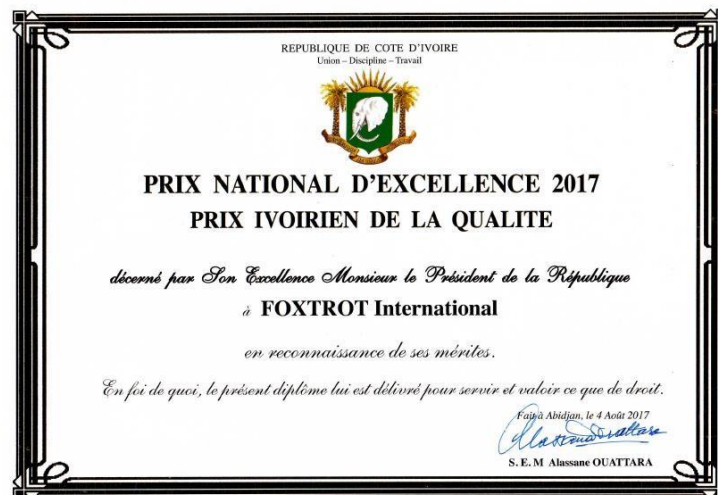 REPUBLIQUE DE COTE D'IVOIRE
Union – Discipline – Travail
PRIX NATIONAL D'EXCELLENCE 2017
PRIX IVOIRIEN DE LA QUALITE
décerné par Son Excellence Monsieur le Président de la République
à FOXTROT International
en reconnaissance de ses mérites.
En foi de quoi, le présent diplôme lui est délivré pour servir et valoir ce que de droit.
Fait à Abidjan, le 4 Août 2017
S. E. M Alassane OUATTARA